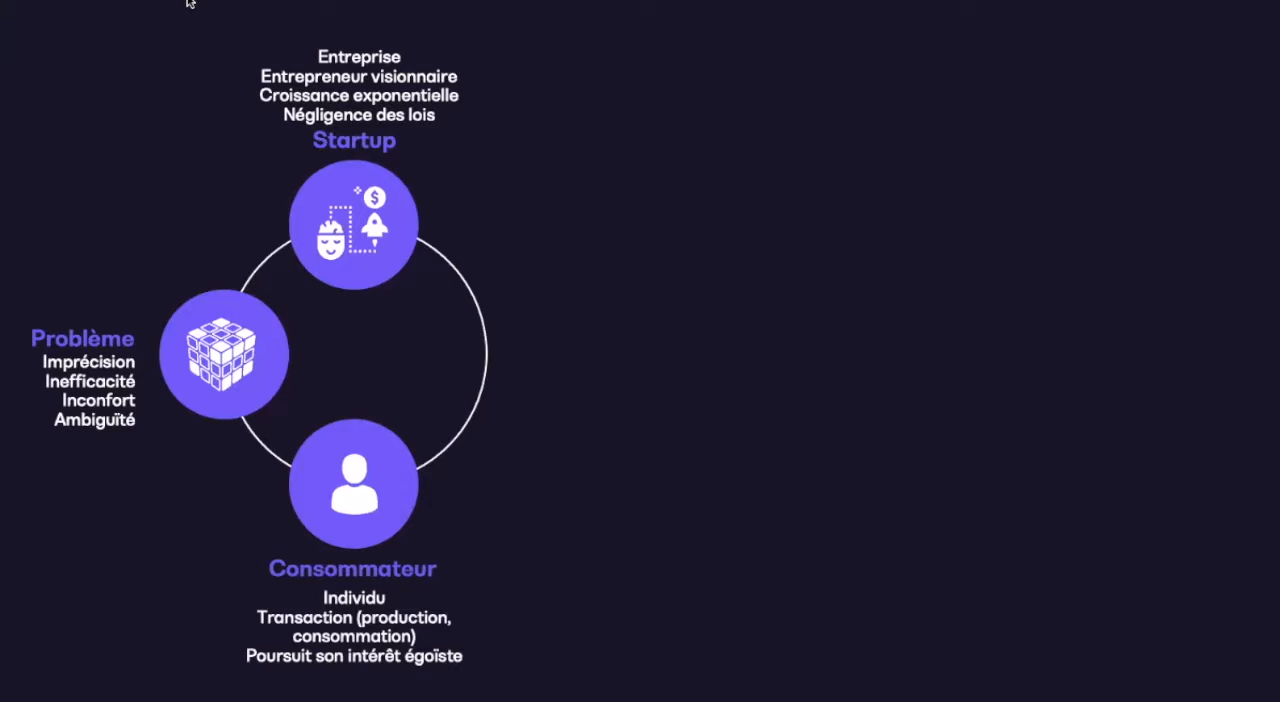 Entreprise
Entrepreneur visionnaire
Croissance exponentielle
Négligence des lois
Startup
$
Problème
Imprécision
Inefficacité
Inconfort
Ambiguïté
Consommateur
Individu
Transaction (production,
consommation)
Poursuit son intérêt égoïste